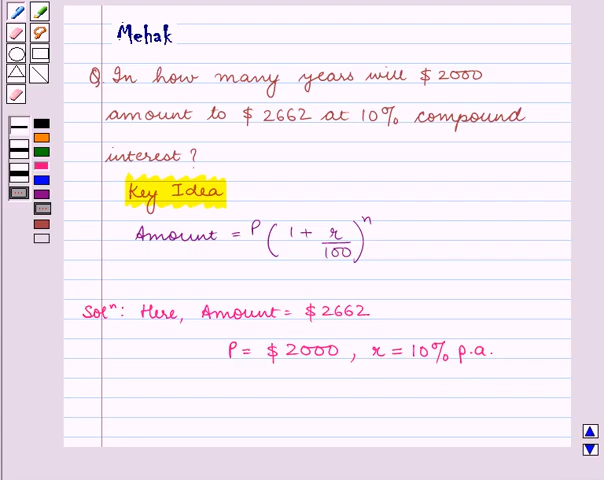 Mehak
Q. In how many years will $ 2000
amount to $ 2662 at 10% compound
interest ?
Key Idea
Amount = P ( 1 + r/100 )^n
Solⁿ: Here, Amount = $ 2662
P = $ 2000 , r = 10% p.a.